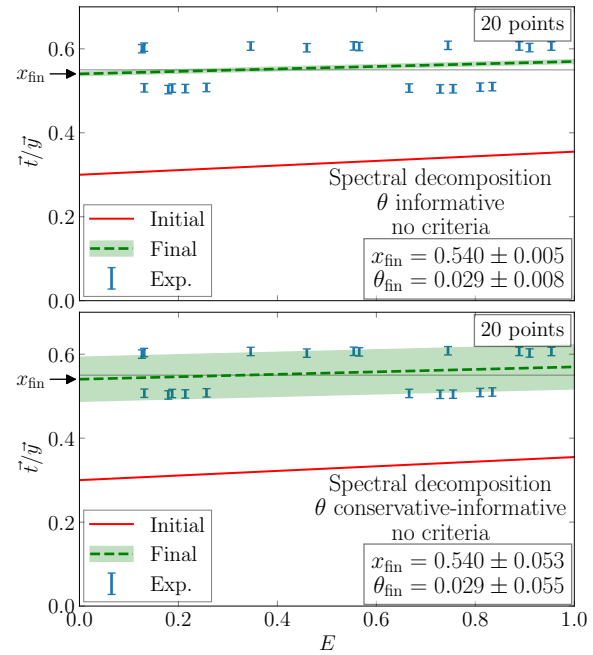 20 points
0.6
x_fin
0.4
t⃗/y⃗
0.2
0.0
Spectral decomposition
θ informative
no criteria
Initial
Final
Exp.
x_fin = 0.540 ± 0.005
θ_fin = 0.029 ± 0.008
20 points
0.6
x_fin
0.4
t⃗/y⃗
0.2
0.0
Spectral decomposition
θ conservative-informative
no criteria
Initial
Final
Exp.
x_fin = 0.540 ± 0.053
θ_fin = 0.029 ± 0.055
0.0 0.2 0.4 0.6 0.8 1.0
E